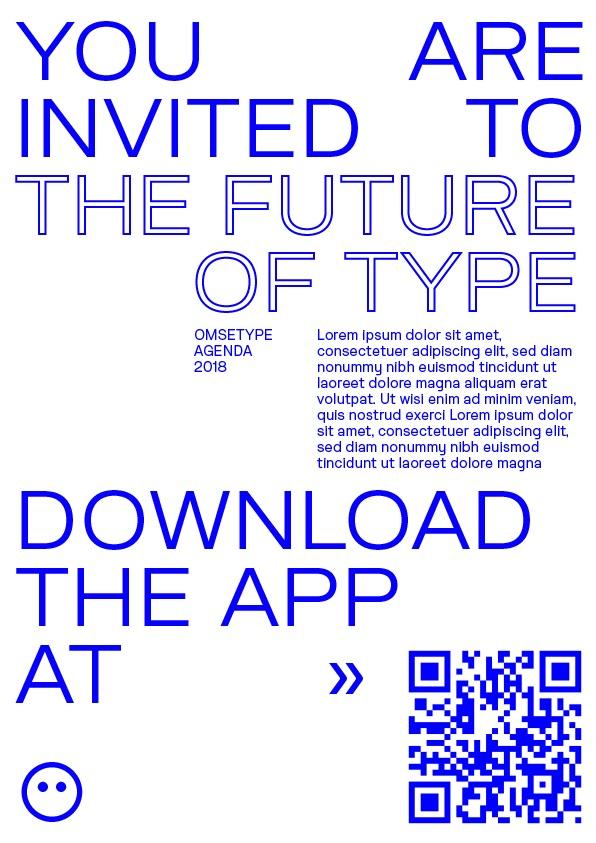 YOU ARE
INVITED TO
THE FUTURE
OF TYPE
OMSETYPE
AGENDA
2018
Lorem ipsum dolor sit amet,
consectetuer adipiscing elit, sed diam
nonummy nibh euismod tincidunt ut
laoreet dolore magna aliquam erat
volutpat. Ut wisi enim ad minim veniam,
quis nostrud exerci Lorem ipsum dolor
sit amet, consectetuer adipiscing elit,
sed diam nonummy nibh euismod
tincidunt ut laoreet dolore magna
DOWNLOAD
THE APP
AT »